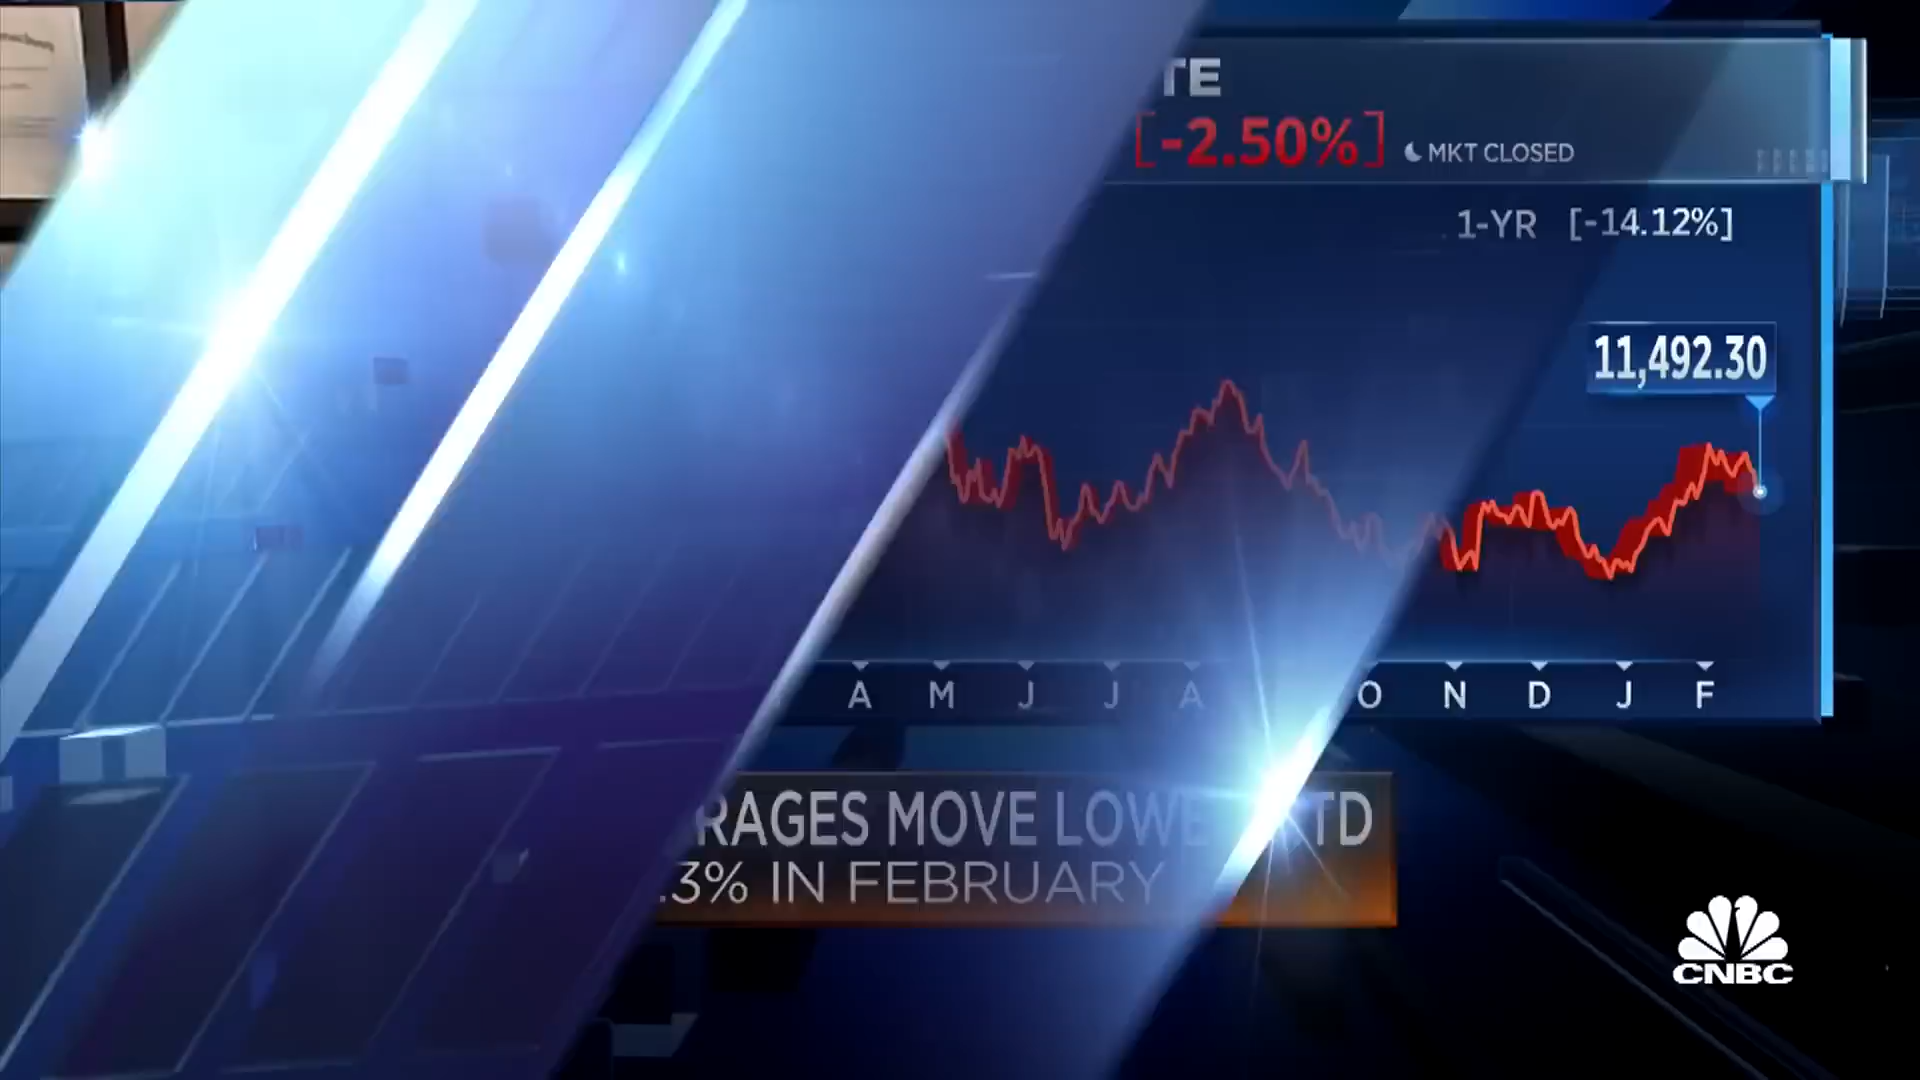 TE
[-2.50%] MKT CLOSED
1-YR [-14.12%]
11,492.30
A M J J A O N D J F
RAGES MOVE LOWE TD
.3% IN FEBRUARY
CNBC